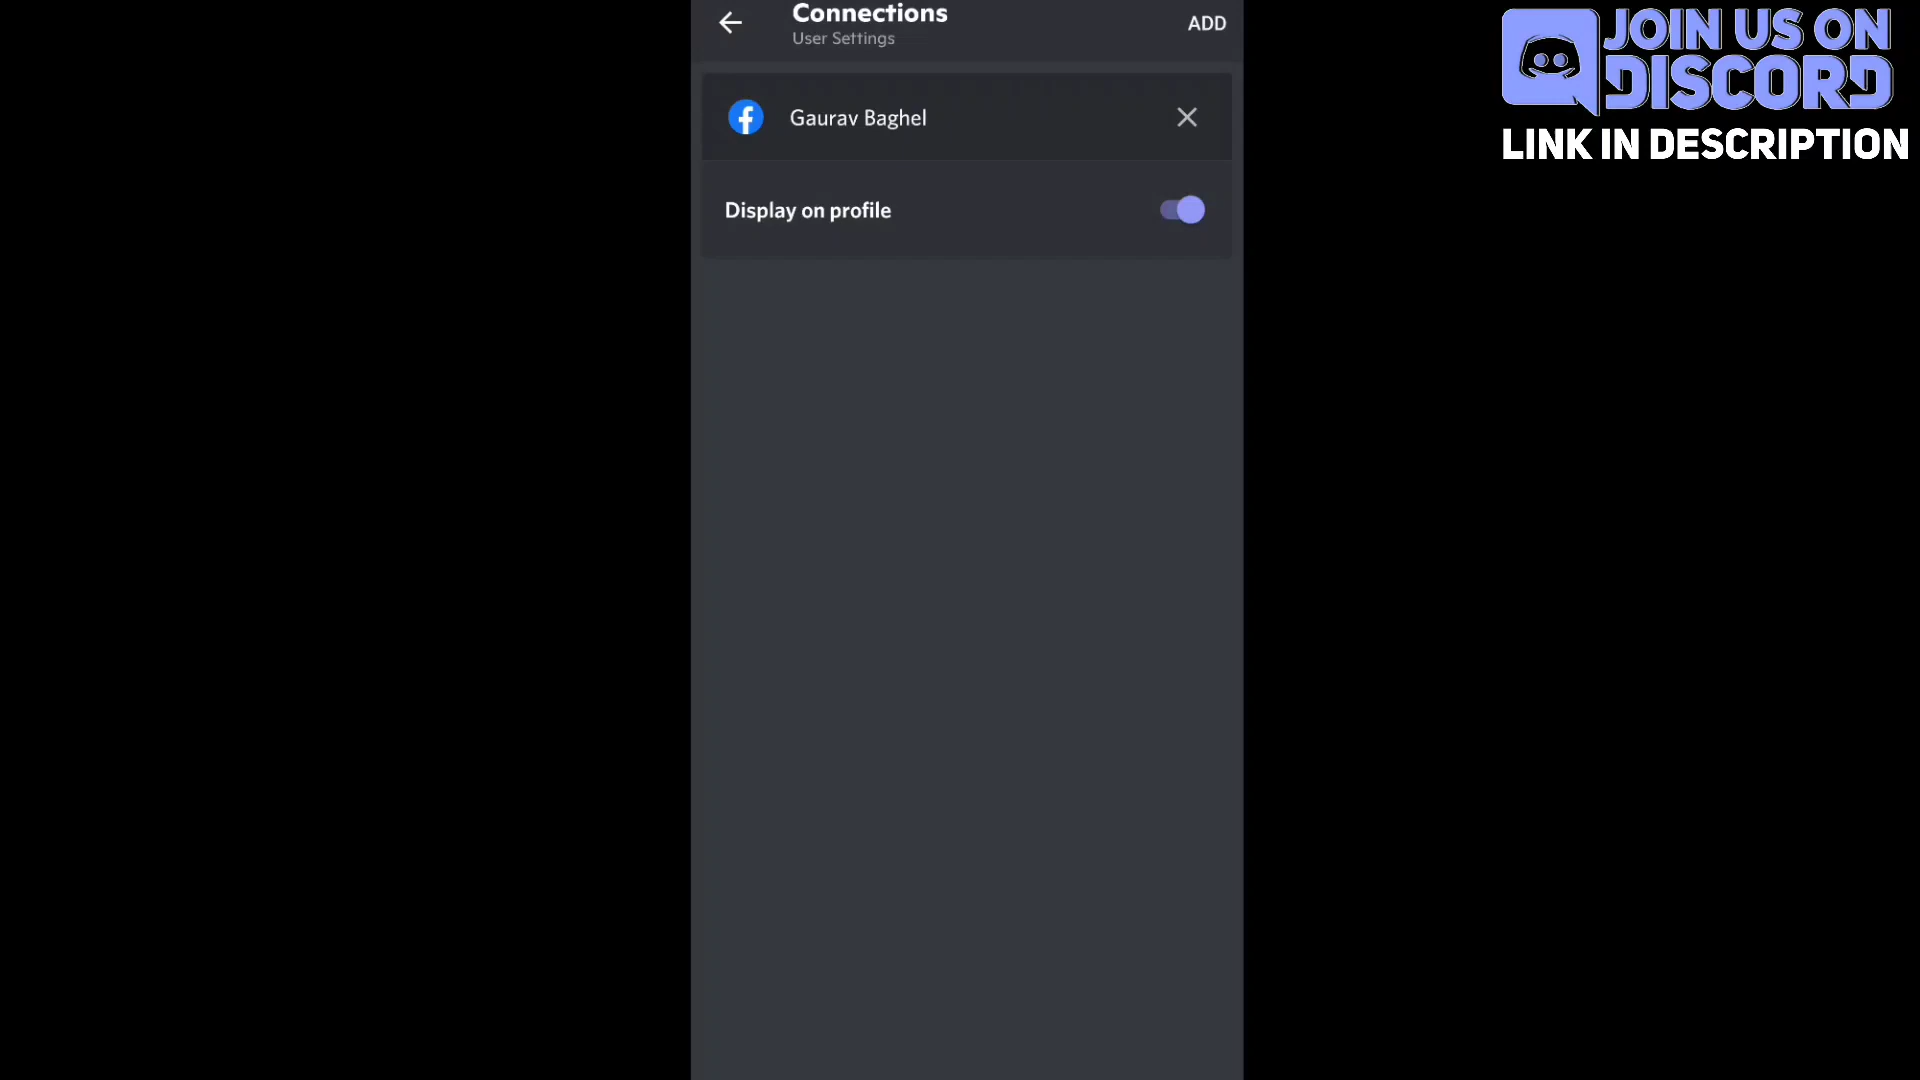 Connections
User Settings
ADD
Gaurav Baghel
Display on profile
JOIN US ON
DISCORD
LINK IN DESCRIPTION